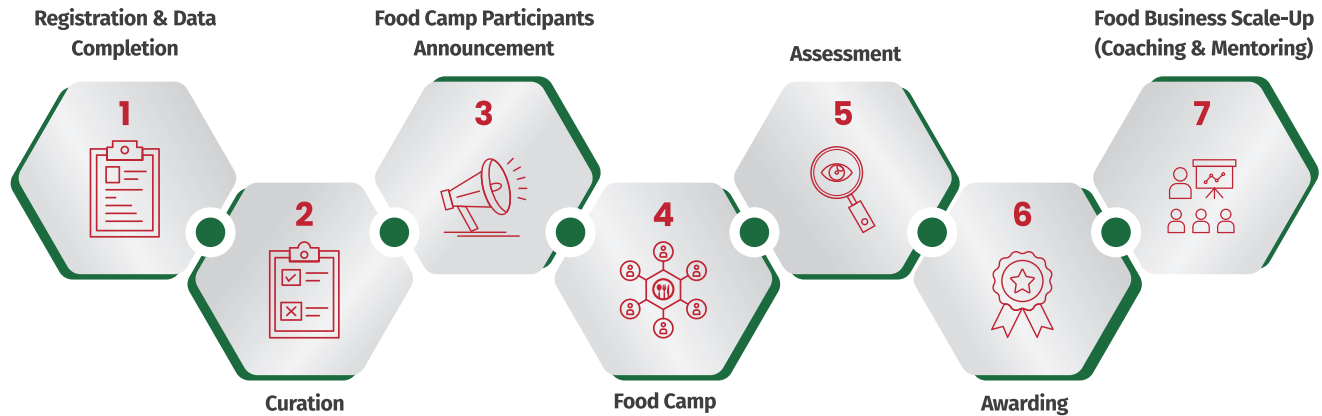 Registration & Data
Completion
1
2
Curation
Food Camp Participants
Announcement
3
4
Food Camp
Assessment
5
6
Awarding
Food Business Scale-Up
(Coaching & Mentoring)
7